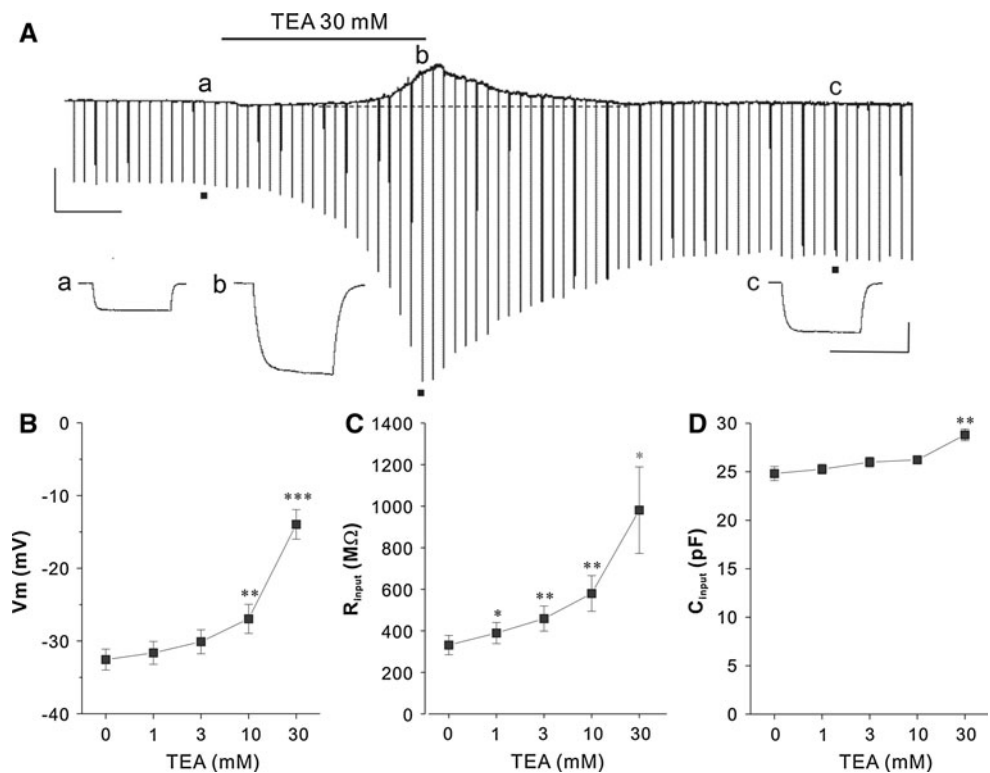 A
TEA 30 mM
a
b
c
a
b
c
B
0
-10
-20
-30
-40
Vm (mV)
***
**
0 1 3 10 30
TEA (mM)
C
1400
1200
1000
800
600
400
200
0
R Input (MΩ)
*
**
**
*
0 1 3 10 30
TEA (mM)
D
30
25
20
15
10
5
0
C Input (pF)
**
0 1 3 10 30
TEA (mM)